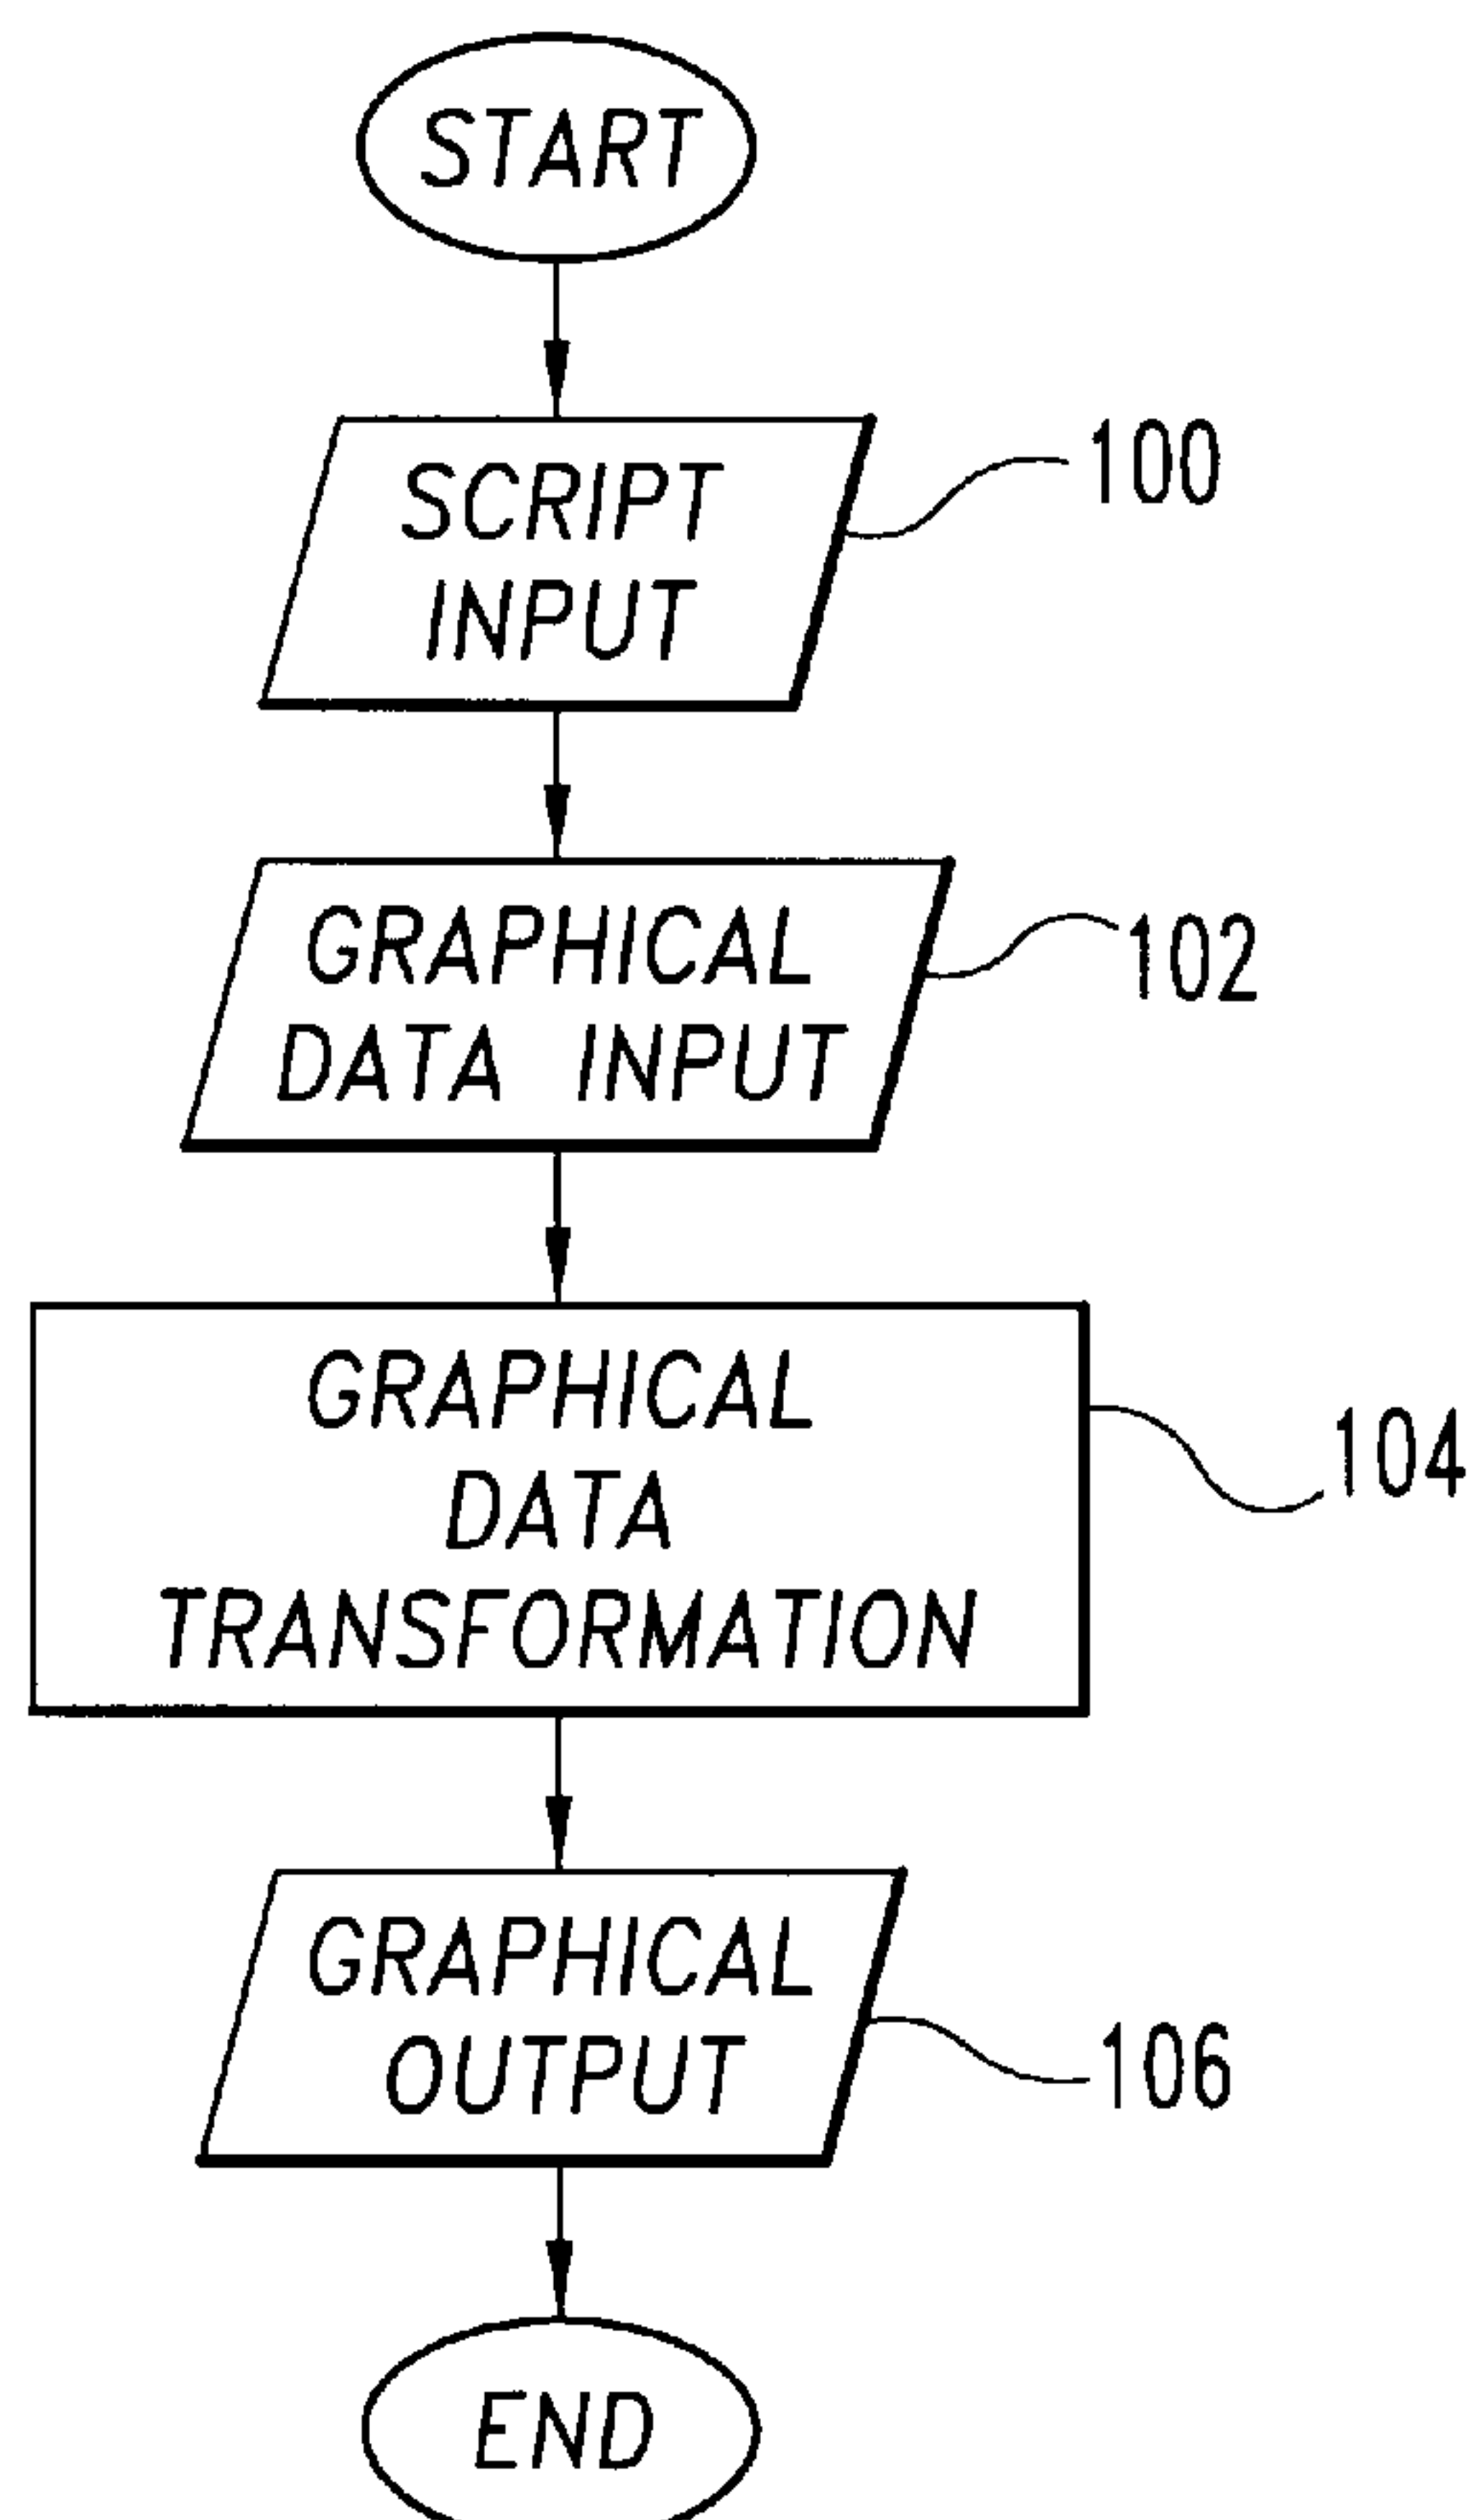 START
SCRIPT
INPUT
100
GRAPHICAL
DATA INPUT
102
GRAPHICAL
DATA
TRANSFORMATION
104
GRAPHICAL
OUTPUT
106
END